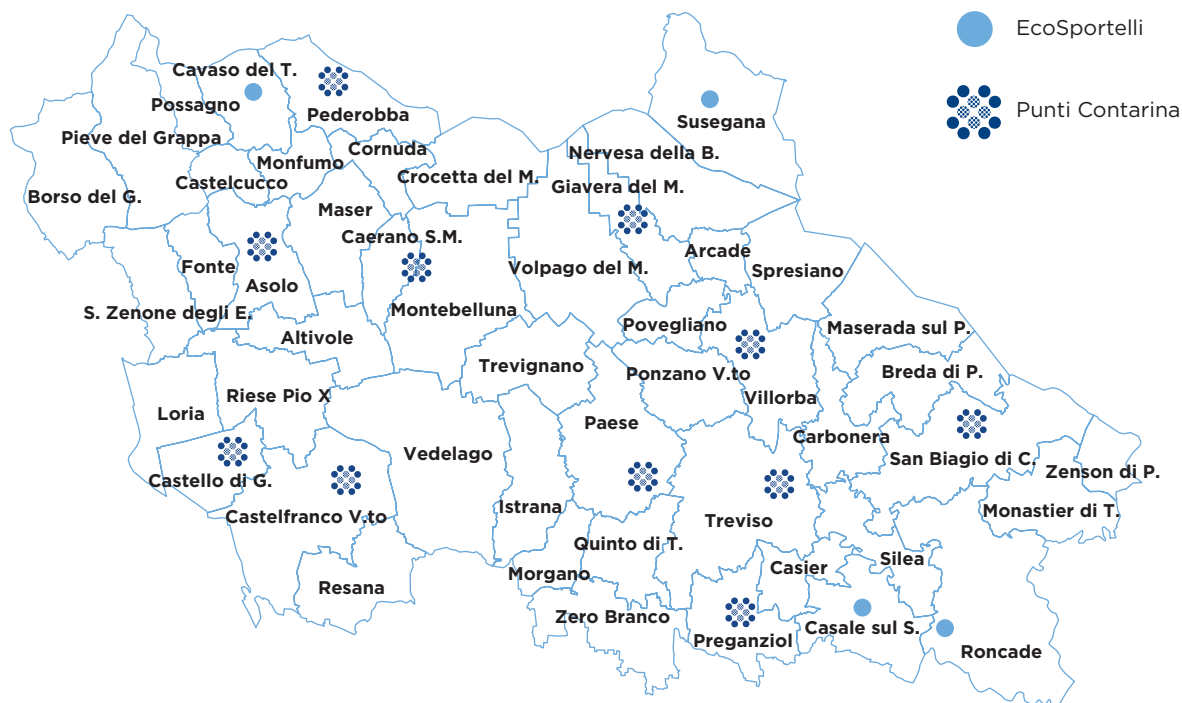 EcoSportelli
Punti Contarina
Cavaso del T.
Possagno
Pederobba
Pieve del Grappa
Susegana
Monfumo
Cornuda
Nervesa della B.
Castelcucco
Crocetta del M.
Giavera del M.
Borso del G.
Maser
Caerano S.M.
Arcade
Fonte
Asolo
Volpago del M.
Spresiano
S. Zenone degli E.
Montebelluna
Altivole
Povegliano
Maserada sul P.
Trevignano
Ponzano V.to
Breda di P.
Riese Pio X
Villorba
Loria
Paese
Carbonera
Vedelago
San Biagio di C.
Zenson di P.
Castello di G.
Istrana
Monastier di T.
Castelfranco V.to
Treviso
Quinto di T.
Silea
Morgano
Casier
Resana
Zero Branco
Preganziol
Casale sul S.
Roncade